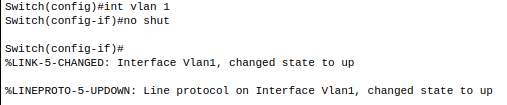 Switch(config)#int vlan 1
Switch(config-if)#no shut
Switch(config-if)#
%LINK-5-CHANGED: Interface Vlan1, changed state to up
%LINEPROTO-5-UPDOWN: Line protocol on Interface Vlan1, changed state to up